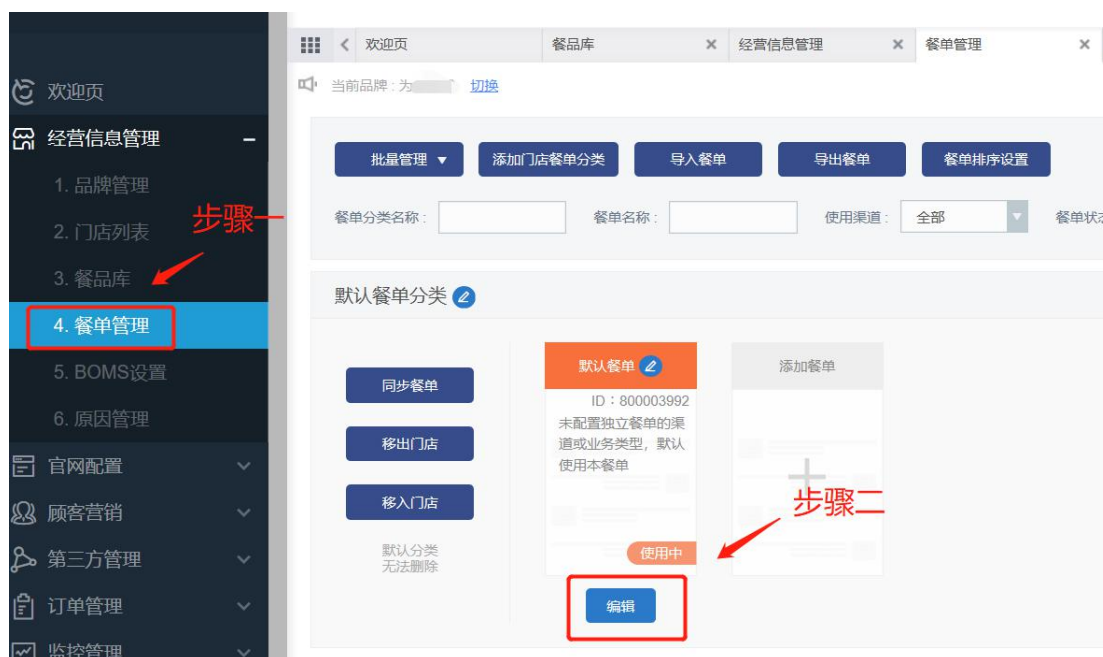 欢迎页
餐品库
经营信息管理
餐单管理
当前品牌：为
切换
欢迎页
经营信息管理
1. 品牌管理
2. 门店列表
3. 餐品库
4. 餐单管理
5. BOMS设置
6. 原因管理
官网配置
顾客营销
第三方管理
订单管理
监控管理
步骤一
批量管理
添加门店餐单分类
导入餐单
导出餐单
餐单排序设置
餐单分类名称：
餐单名称：
使用渠道：
全部
餐单状
默认餐单分类
同步餐单
移出门店
移入门店
默认分类
无法删除
默认餐单
ID：800003992
未配置独立餐单的渠
道或业务类型，默认
使用本餐单
使用中
编辑
添加餐单
步骤二